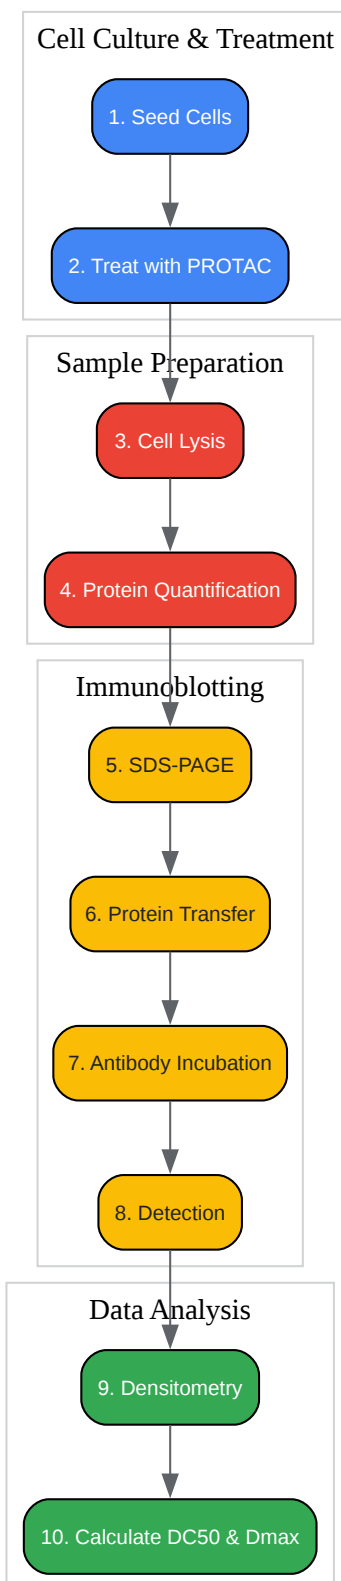 Cell Culture & Treatment
1. Seed Cells
2. Treat with PROTAC
Sample Preparation
3. Cell Lysis
4. Protein Quantification
Immunoblotting
5. SDS-PAGE
6. Protein Transfer
7. Antibody Incubation
8. Detection
Data Analysis
9. Densitometry
10. Calculate DC50 & Dmax